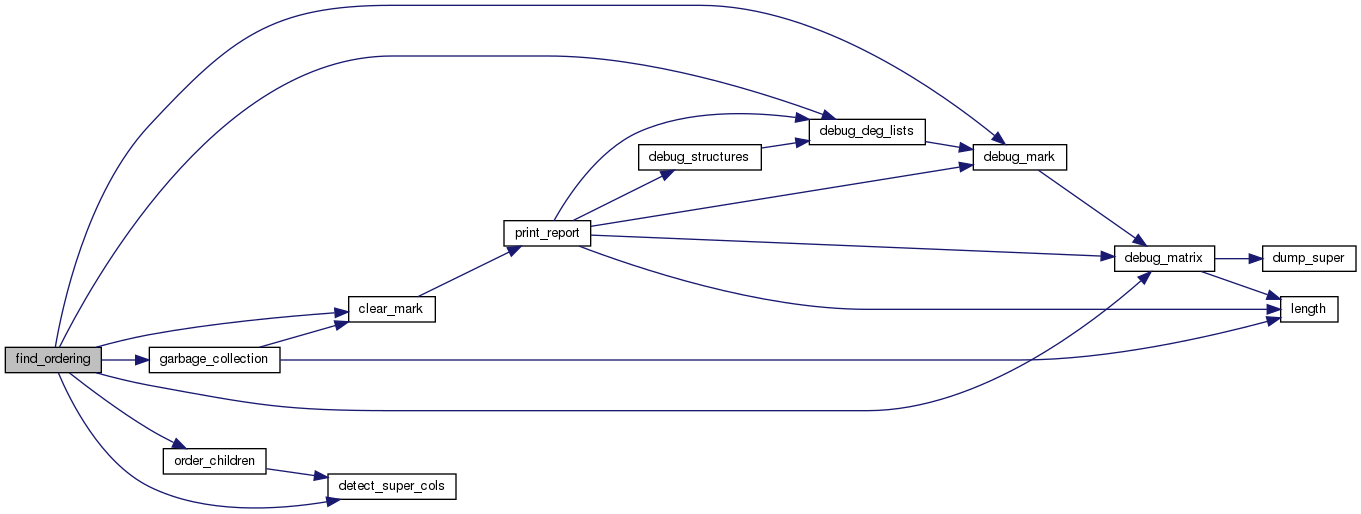 debug_deg_lists
debug_structures
debug_mark
print_report
debug_matrix
dump_super
clear_mark
length
find_ordering
garbage_collection
order_children
detect_super_cols